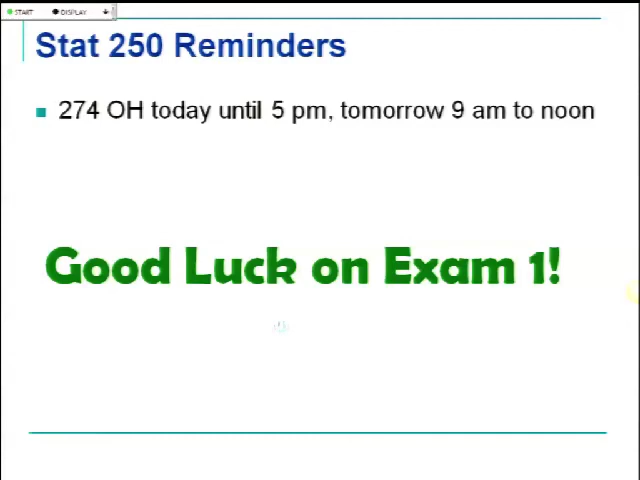 START DISPLAY
Stat 250 Reminders
274 OH today until 5 pm, tomorrow 9 am to noon
Good Luck on Exam 1!